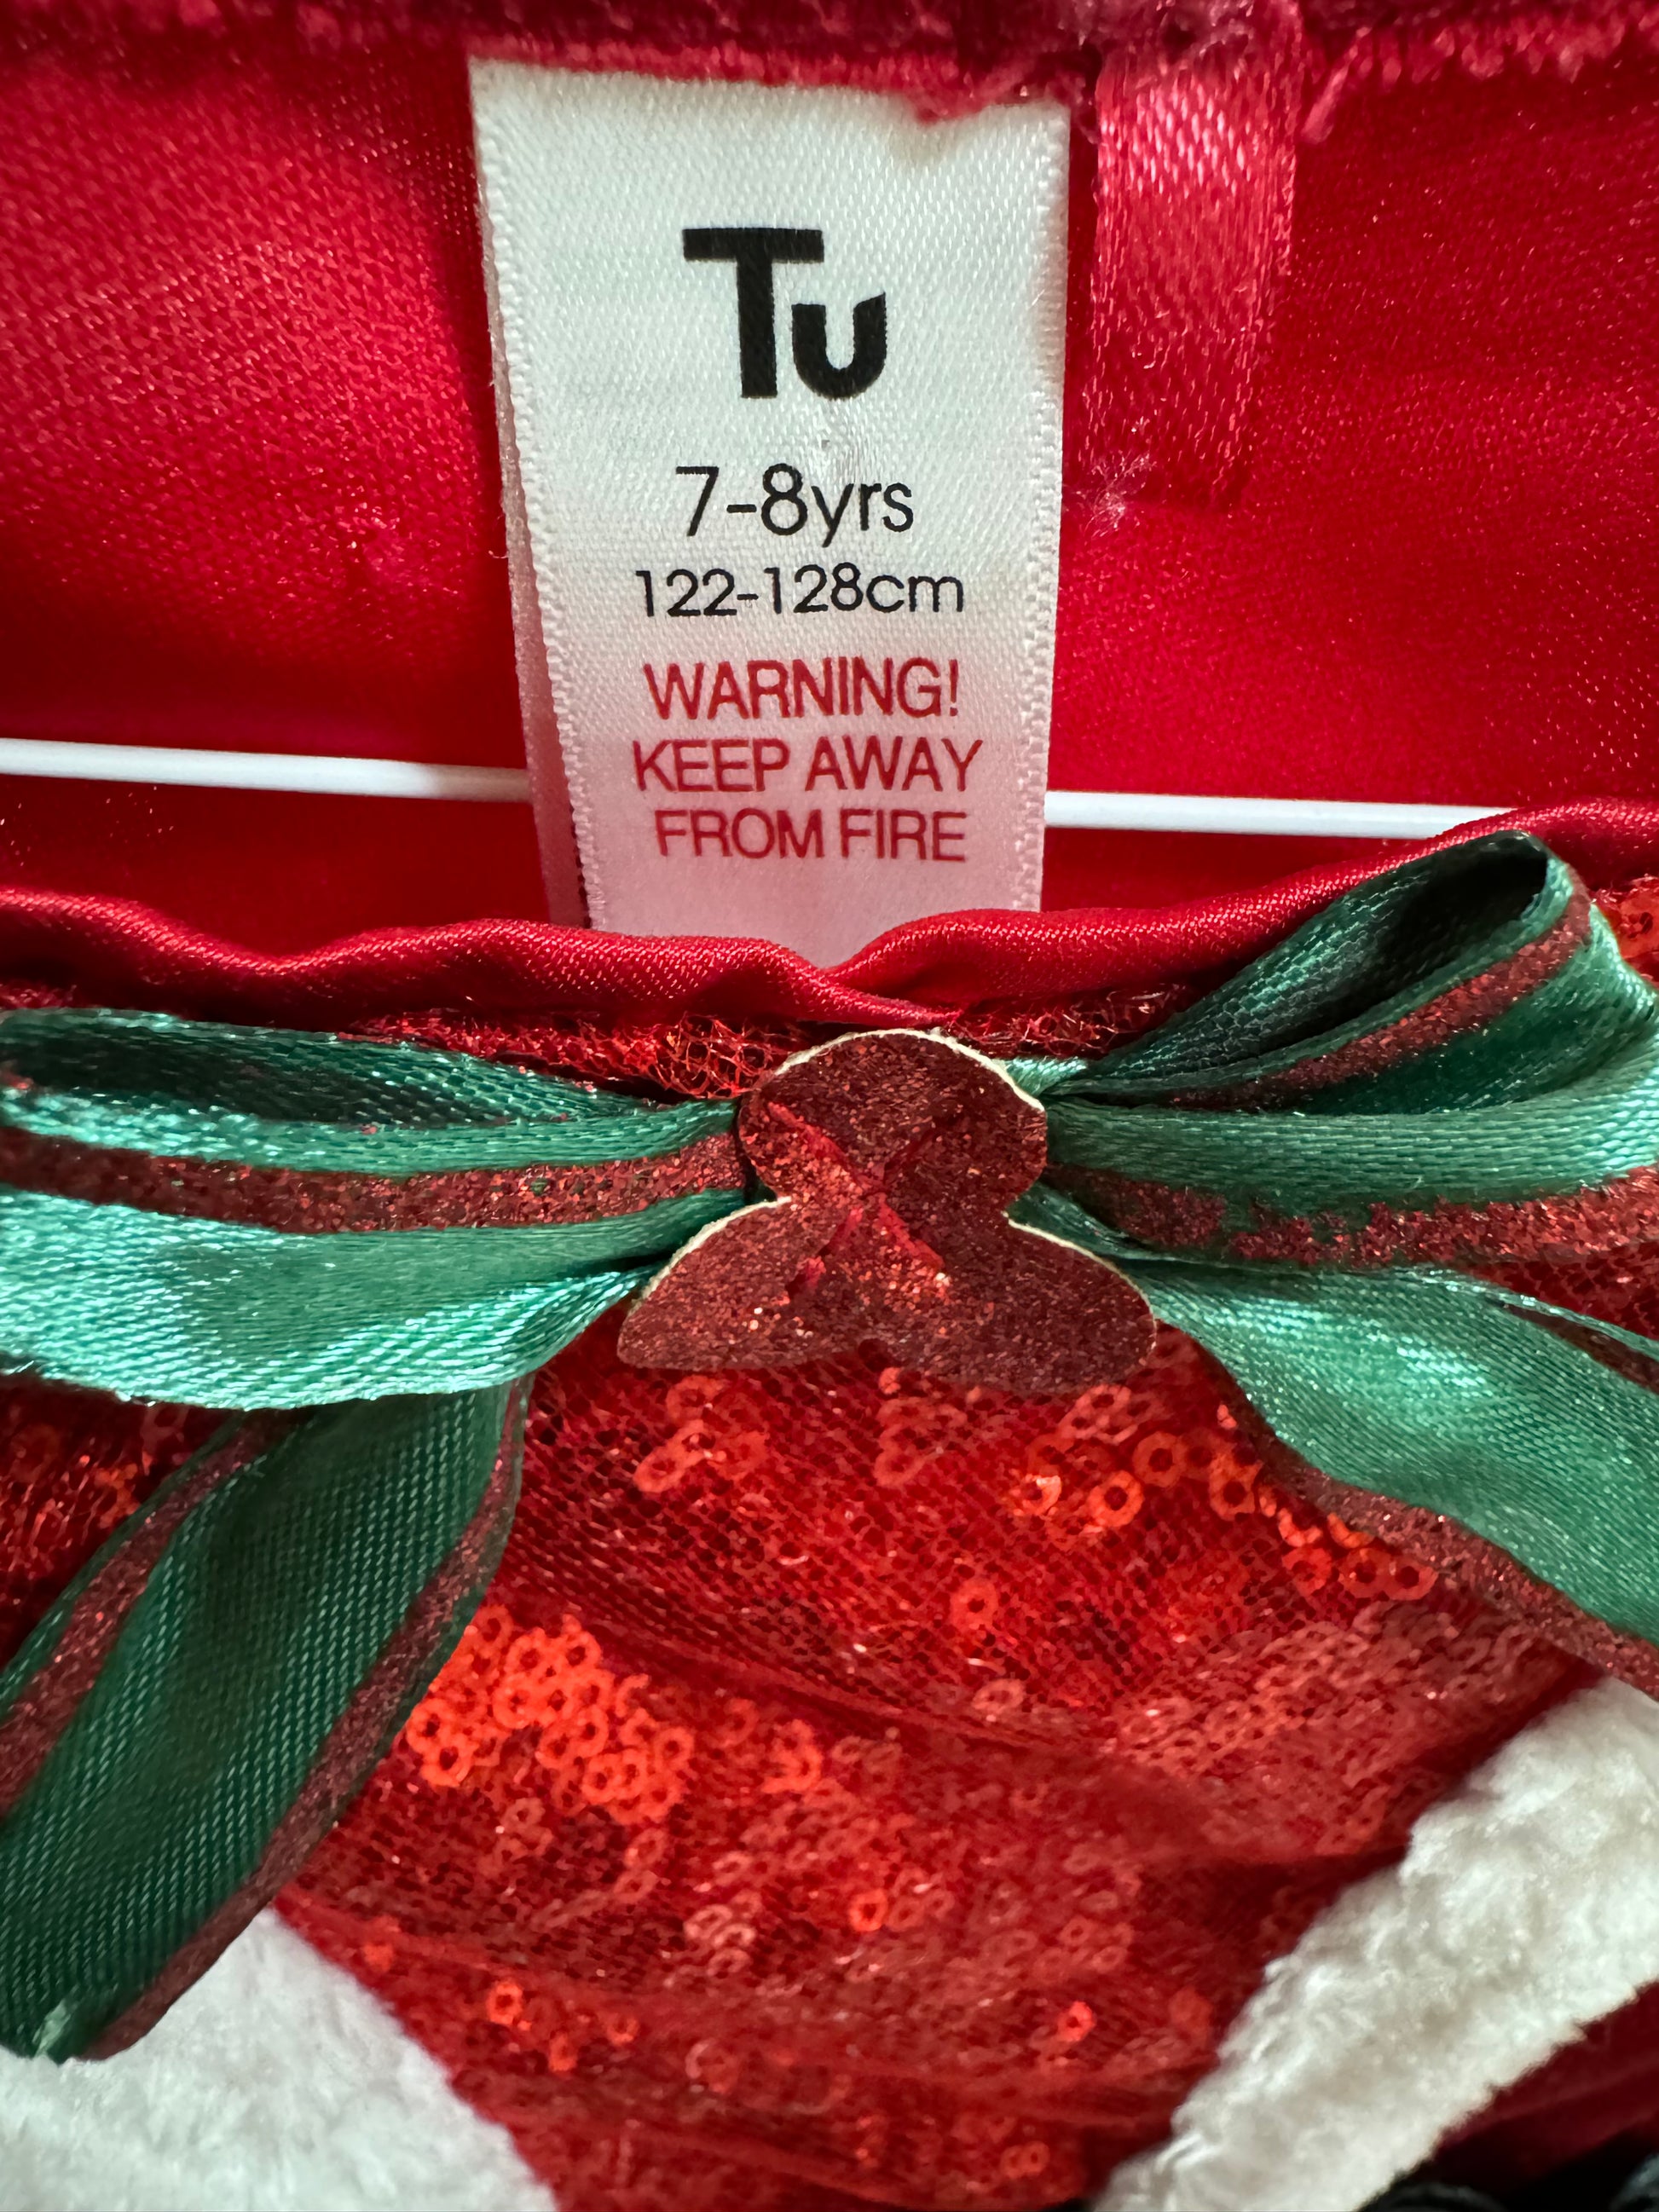 Tu
7-8yrs
122-128cm
WARNING!
KEEP AWAY
FROM FIRE